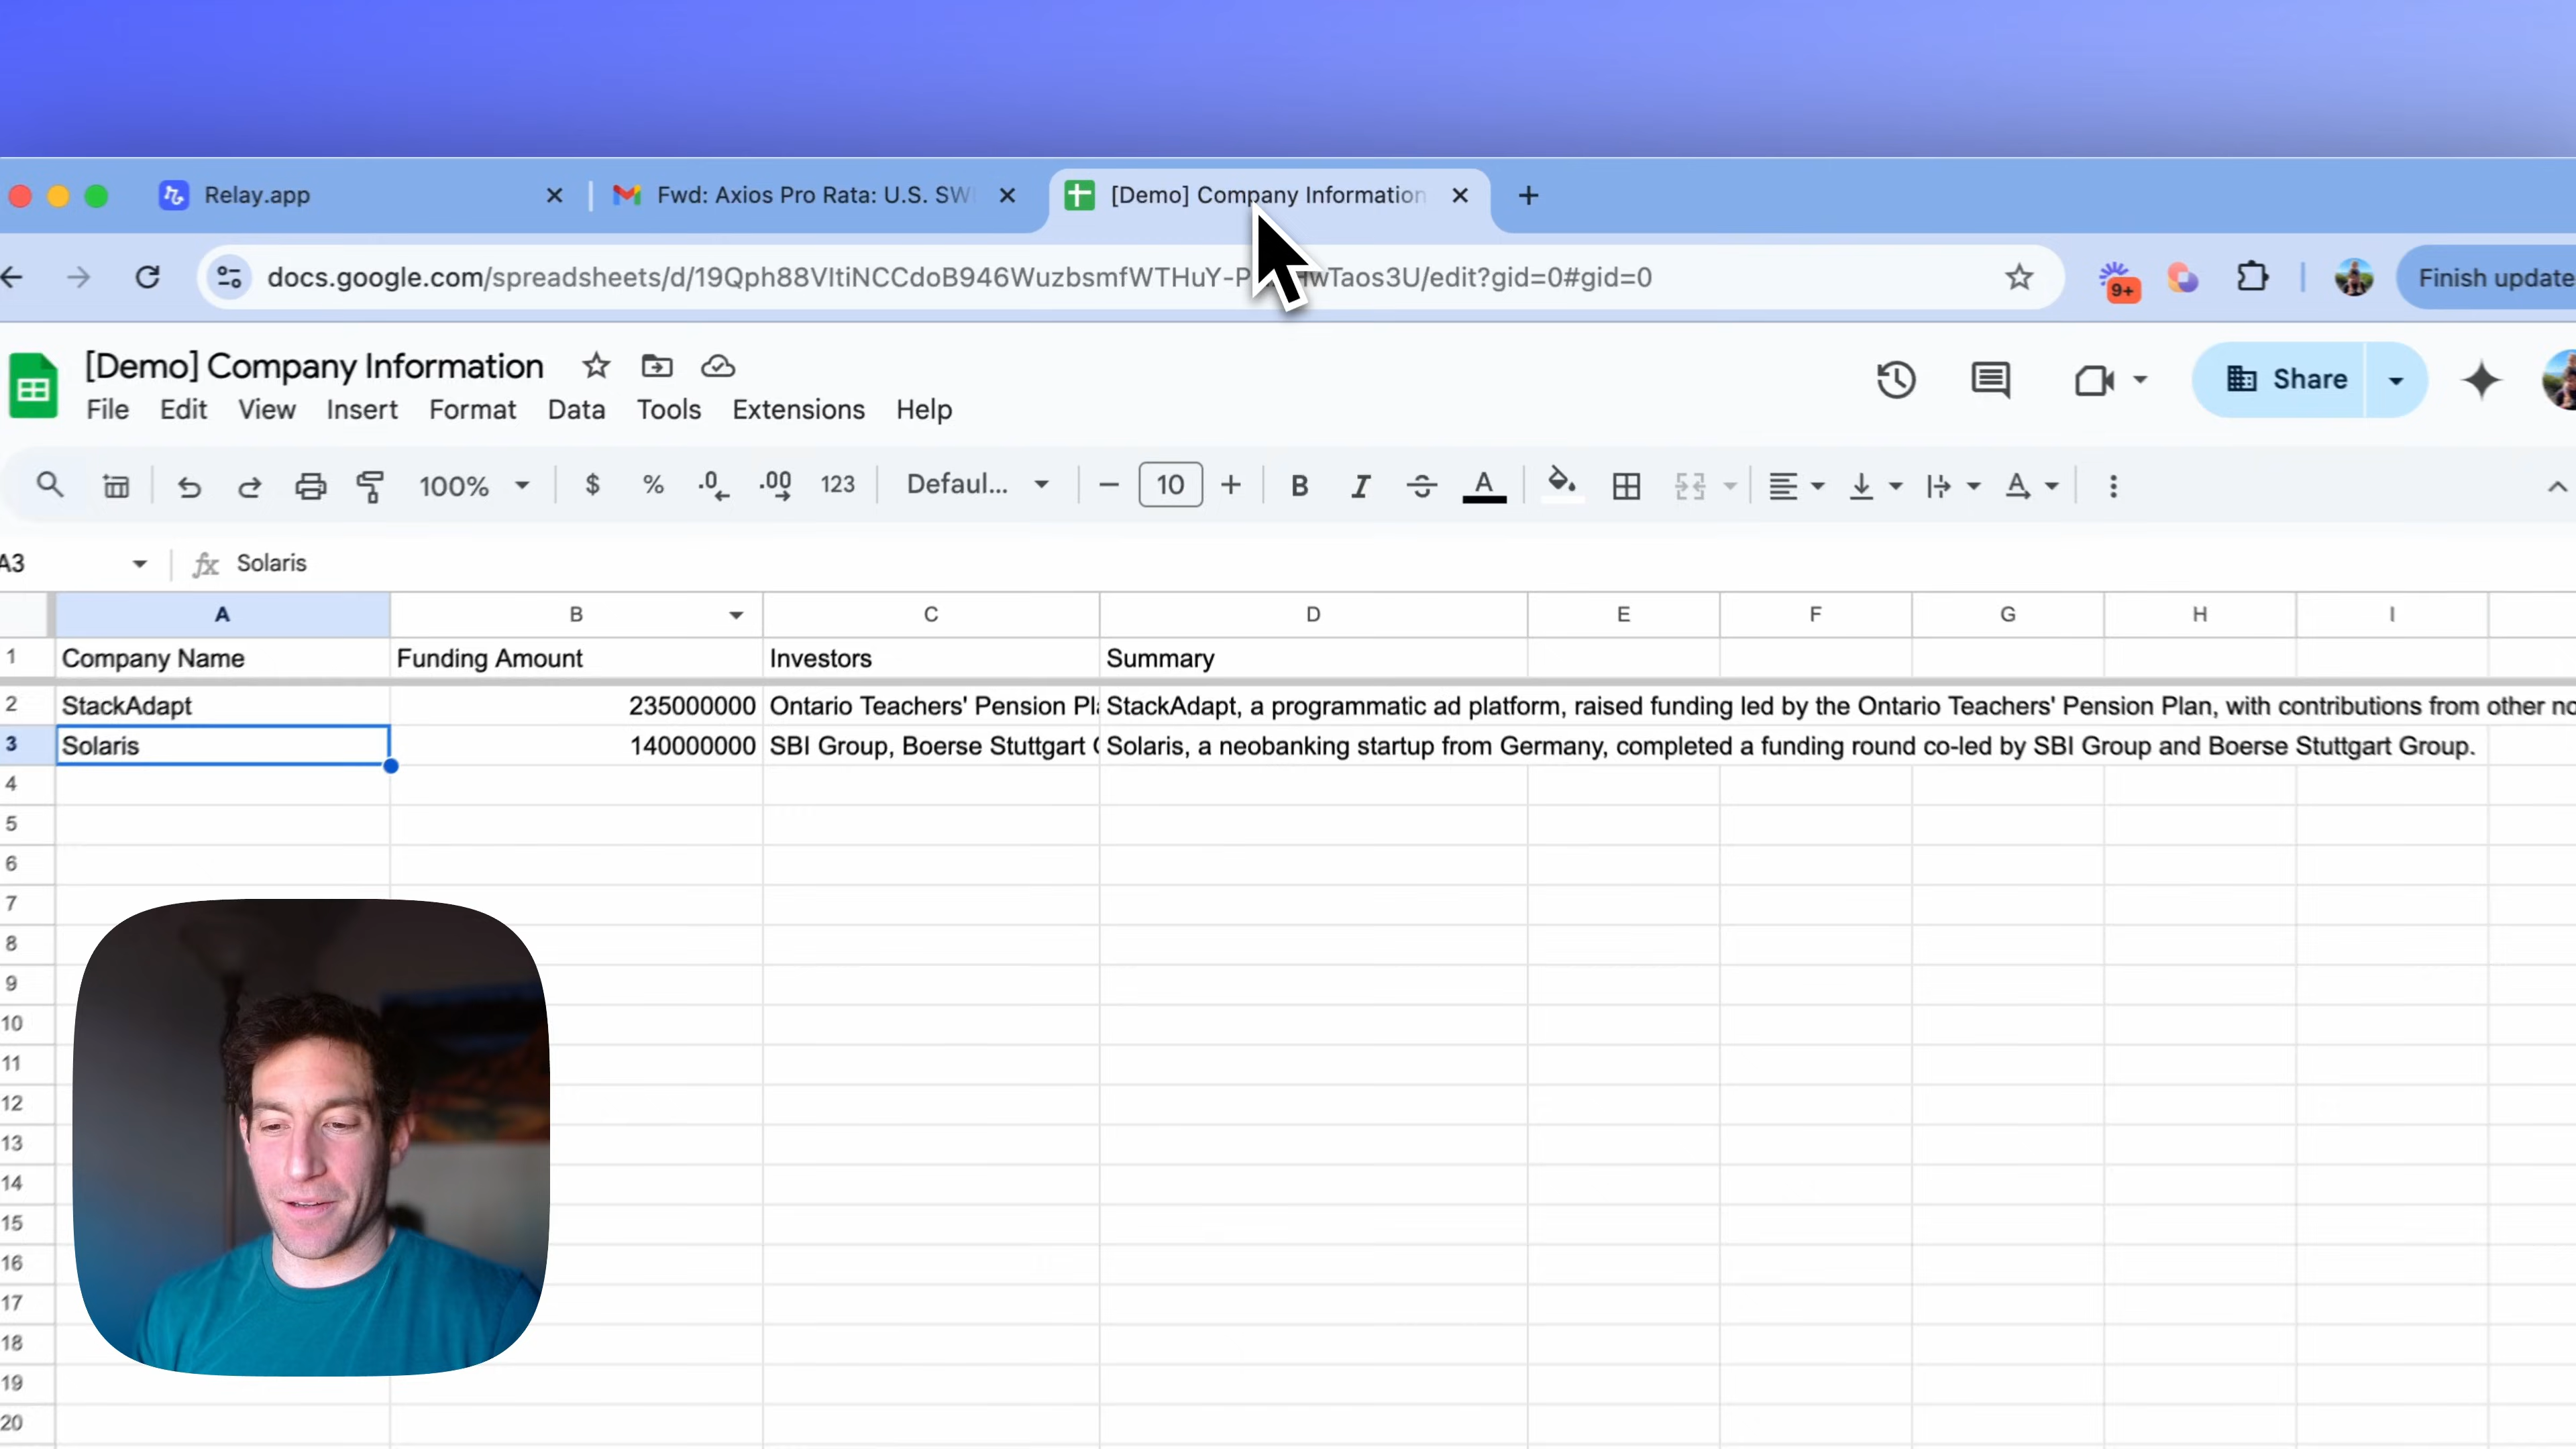 Relay.app
Fwd: Axios Pro Rata: U.S. SW
[Demo] Company Information
docs.google.com/spreadsheets/d/19Qph88VItiNCCdoB946WuzbsmfWTHuY-P
wTaos3U/edit?gid=0#gid=0
9+
Finish update
[Demo] Company Information
File Edit View Insert Format Data Tools Extensions Help
Share
100% $ % .0 .00 123 Defaul... 10 B I A A
A3 fx Solaris
A B C D E F G H I
1 Company Name Funding Amount Investors Summary
2 StackAdapt 235000000 Ontario Teachers' Pension Pl StackAdapt, a programmatic ad platform, raised funding led by the Ontario Teachers' Pension Plan, with contributions from other
3 Solaris 140000000 SBI Group, Boerse Stuttgart Solaris, a neobanking startup from Germany, completed a funding round co-led by SBI Group and Boerse Stuttgart Group.
4
5
6
7
8
9
10
11
12
13
14
15
16
17
18
19
20